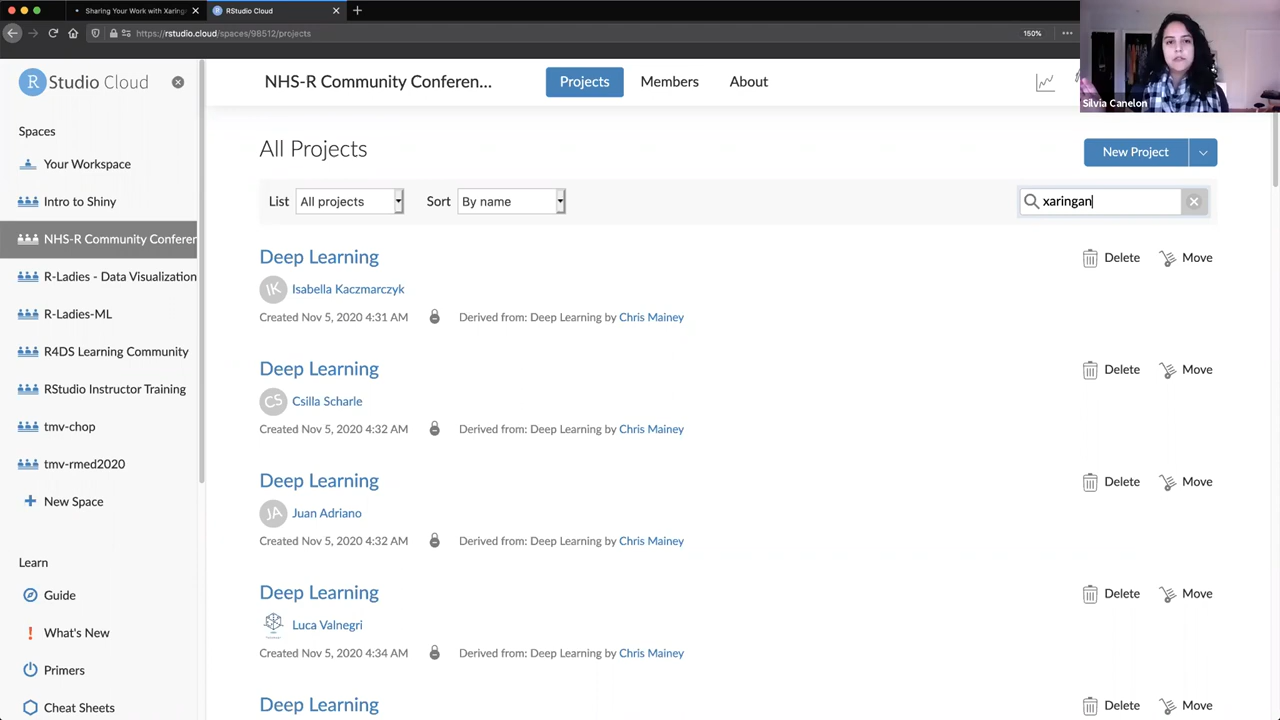 Sharing Your Work with Xaringa
RStudio Cloud
https://rstudio.cloud/spaces/98512/projects
150%
Silvia Canelon
R Studio Cloud
Spaces
Your Workspace
Intro to Shiny
NHS-R Community Conferen
R-Ladies - Data Visualization
R-Ladies-ML
R4DS Learning Community
RStudio Instructor Training
tmv-chop
tmv-rmed2020
New Space
Learn
Guide
What's New
Primers
Cheat Sheets
NHS-R Community Conferen...
Projects
Members
About
All Projects
New Project
List All projects Sort By name xaringan
Deep Learning Delete Move
IK Isabella Kaczmarczyk
Created Nov 5, 2020 4:31 AM Derived from: Deep Learning by Chris Mainey
Deep Learning Delete Move
CS Csilla Scharle
Created Nov 5, 2020 4:32 AM Derived from: Deep Learning by Chris Mainey
Deep Learning Delete Move
JA Juan Adriano
Created Nov 5, 2020 4:32 AM Derived from: Deep Learning by Chris Mainey
Deep Learning Delete Move
Luca Valnegri
Created Nov 5, 2020 4:34 AM Derived from: Deep Learning by Chris Mainey
Deep Learning Delete Move